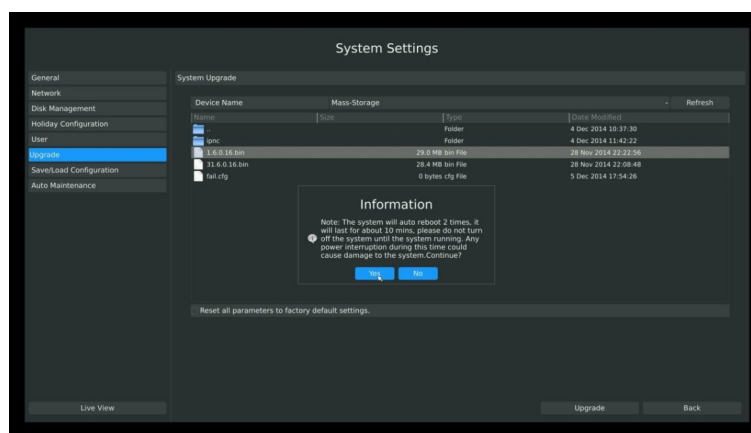 System Settings
General
Network
Disk Management
Holiday Configuration
User
Upgrade
Save/Load Configuration
Auto Maintenance
Live View
System Upgrade
Device Name Mass-Storage - Refresh
Name Size Type Date Modified
.. Folder 4 Dec 2014 10:37:30
ipnc Folder 4 Dec 2014 11:42:22
1.6.0.16.bin 29.0 MB bin File 28 Nov 2014 22:22:56
31.6.0.16.bin 28.4 MB bin File 28 Nov 2014 22:08:48
fail.cfg 0 bytes cfg File 5 Dec 2014 17:54:26
Information
Note: The system will auto reboot 2 times, it
will last for about 10 mins, please do not turn
off the system until the system running. Any
power interruption during this time could
cause damage to the system.Continue?
Yes No
Reset all parameters to factory default settings.
Upgrade Back